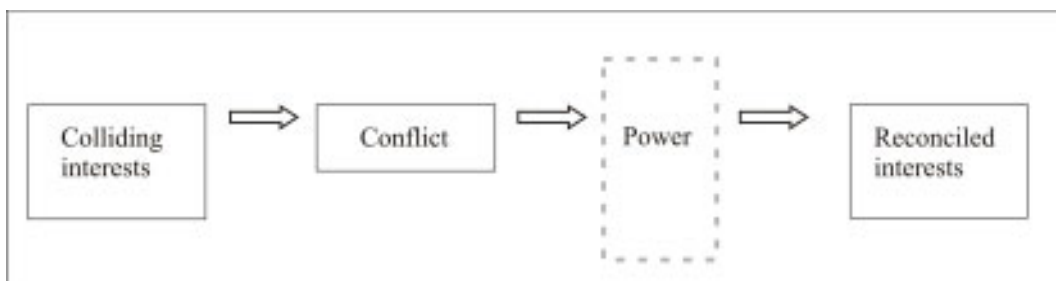 Colliding
interests
Conflict
Power
Reconciled
interests